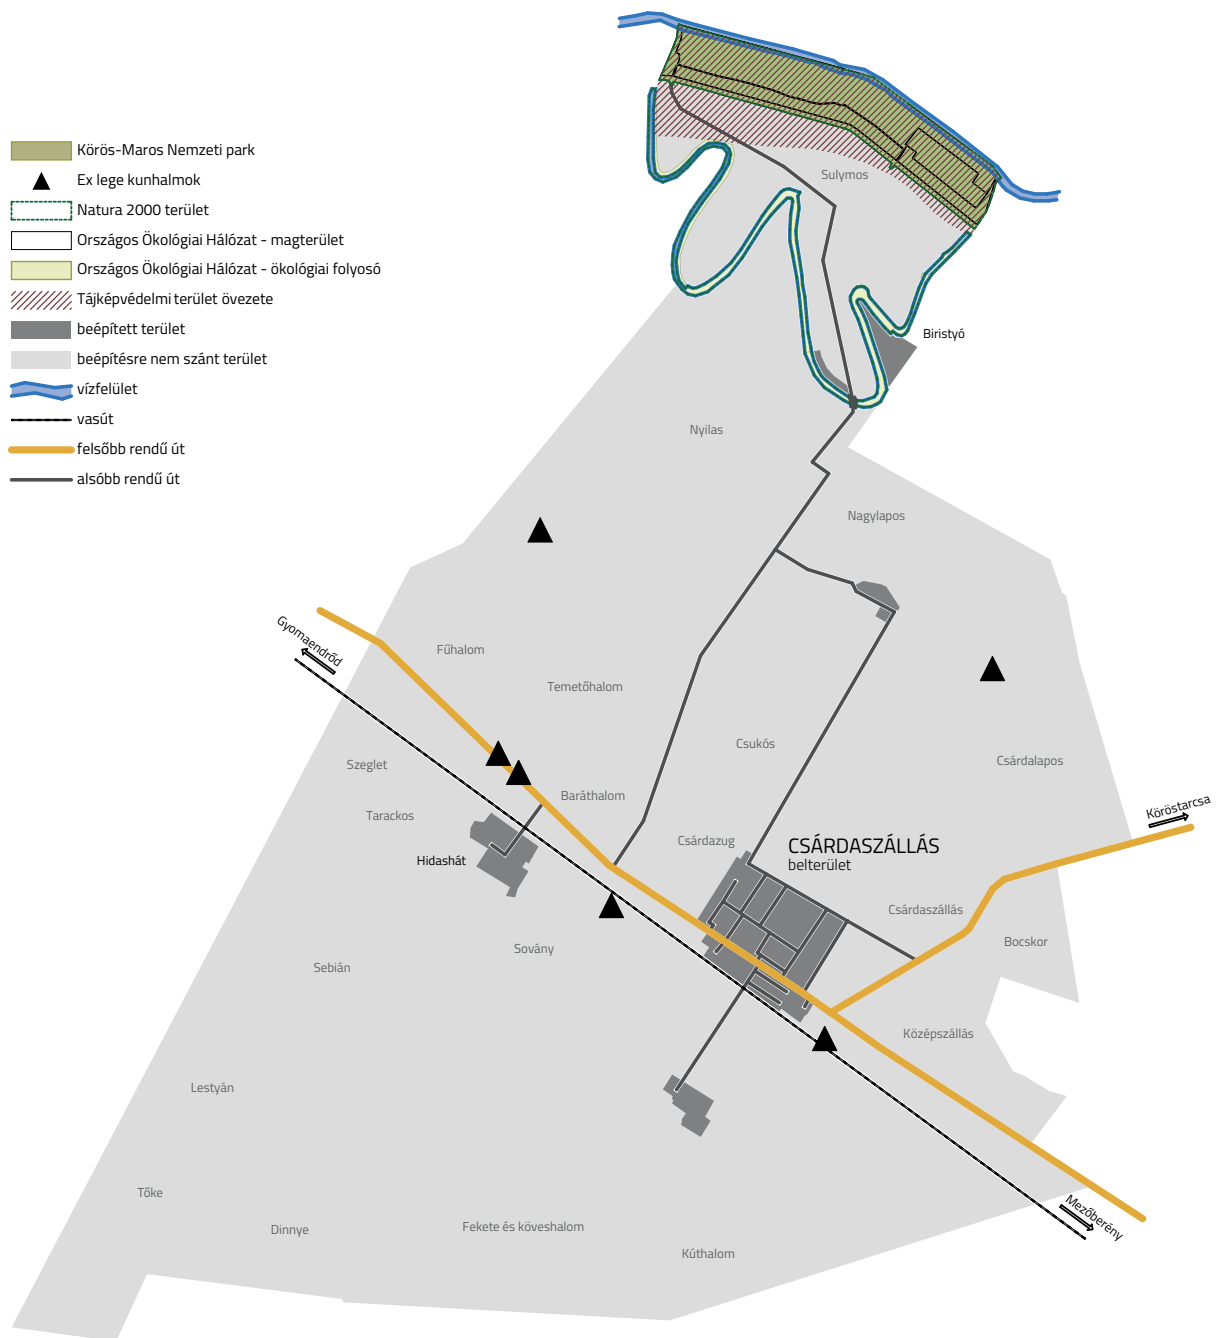 Körös-Maros Nemzeti park
Ex lege kunhalmok
Natura 2000 terület
Országos Ökológiai Hálózat - magterület
Országos Ökológiai Hálózat - ökológiai folyosó
Tájképvédelmi terület övezete
beépített terület
beépítésre nem szánt terület
vízfelület
vasút
felsőbb rendű út
alsóbb rendű út
Sulymos
Biristyó
Nyilas
Nagylapos
Gyomaendrőd
Fűhalom
Temetőhalom
Csukós
Szeglet
Csárdalapos
Baráthalom
Tarackos
Köröstarcsa
Csárdazug
CSÁRDASZÁLLÁS
belterület
Hidashát
Csárdaszállás
Bocskor
Sovány
Sebián
Középszállás
Lestyán
Tőke
Mezőberény
Dinnye
Fekete és köveshalom
Kúthalom